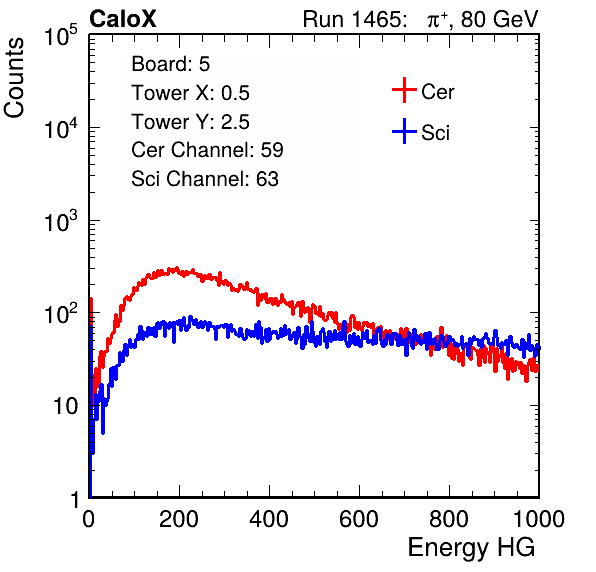 CaloX Run 1465: π⁺, 80 GeV
Counts
10⁵
10⁴
10³
10²
10
1
Board: 5
Tower X: 0.5
Tower Y: 2.5
Cer Channel: 59
Sci Channel: 63
Cer
Sci
0 200 400 600 800 1000
Energy HG